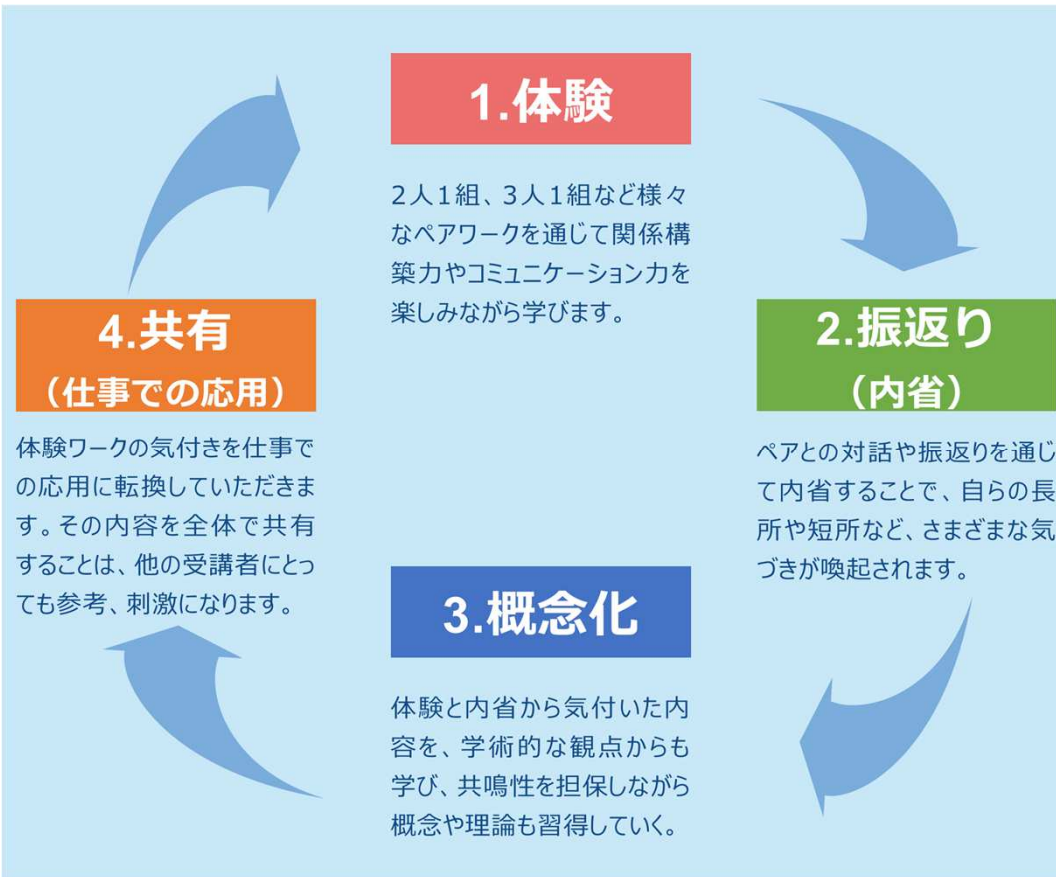 1.体験
2人1組、3人1組など様々
なペアワークを通じて関係構
築力やコミュニケーション力を
楽しみながら学びます。
2.振返り
（内省）
ペアとの対話や振返りを通じ
て内省することで、自らの長
所や短所など、さまざまな気
づきが喚起されます。
3.概念化
体験と内省から気付いた内
容を、学術的な観点からも
学び、共鳴性を担保しながら
概念や理論も習得していく。
4.共有
（仕事での応用）
体験ワークの気付きを仕事で
の応用に転換していただきま
す。その内容を全体で共有
することは、他の受講者にとっ
ても参考、刺激になります。